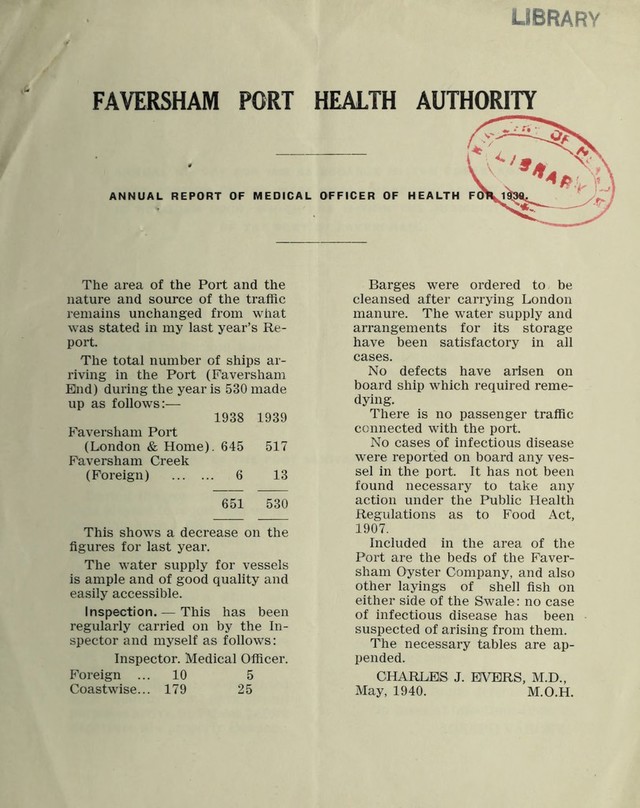 LIBRARY
FAVERSHAM PORT HEALTH AUTHORITY
MINISTRY OF HEALTH
LIBRARY
ANNUAL REPORT OF MEDICAL OFFICER OF HEALTH FOR 1939.
The area of the Port and the
nature and source of the traffic
remains unchanged from what
was stated in my last year's Re-
port.
The total number of ships ar-
riving in the Port (Faversham
End) during the year is 530 made
up as follows:—
1938 1939
Faversham Port
(London & Home). 645 517
Faversham Creek
(Foreign) ... ... 6 13
651 530
This shows a decrease on the
figures for last year.
The water supply for vessels
is ample and of good quality and
easily accessible.
Inspection. — This has been
regularly carried on by the In-
spector and myself as follows:
Inspector. Medical Officer.
Foreign ... 10 5
Coastwise... 179 25
Barges were ordered to be
cleansed after carrying London
manure. The water supply and
arrangements for its storage
have been satisfactory in all
cases.
No defects have arisen on
board ship which required reme-
dying.
There is no passenger traffic
connected with the port.
No cases of infectious disease
were reported on board any ves-
sel in the port. It has not been
found necessary to take any
action under the Public Health
Regulations as to Food Act,
1907.
Included in the area of the
Port are the beds of the Faver-
sham Oyster Company, and also
other layings of shell fish on
either side of the Swale: no case
of infectious disease has been
suspected of arising from them.
The necessary tables are ap-
pended.
CHARLES J. EVERS, M.D.,
May, 1940. M.O.H.